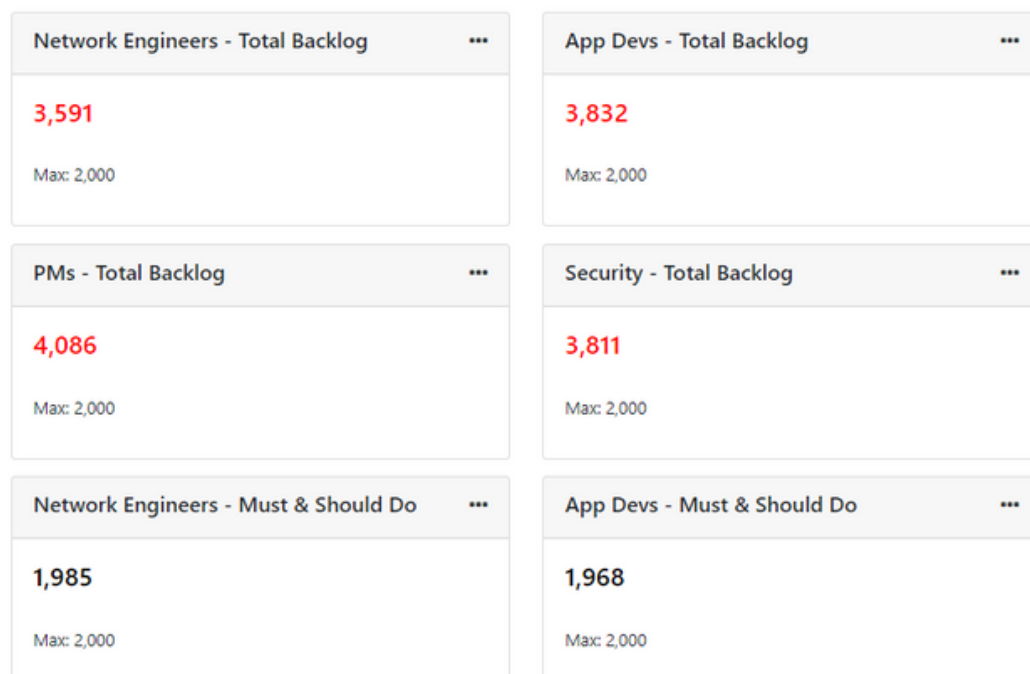 Network Engineers - Total Backlog ...
3,591
Max: 2,000
App Devs - Total Backlog ...
3,832
Max: 2,000
PMs - Total Backlog ...
4,086
Max: 2,000
Security - Total Backlog ...
3,811
Max: 2,000
Network Engineers - Must & Should Do ...
1,985
Max: 2,000
App Devs - Must & Should Do ...
1,968
Max: 2,000